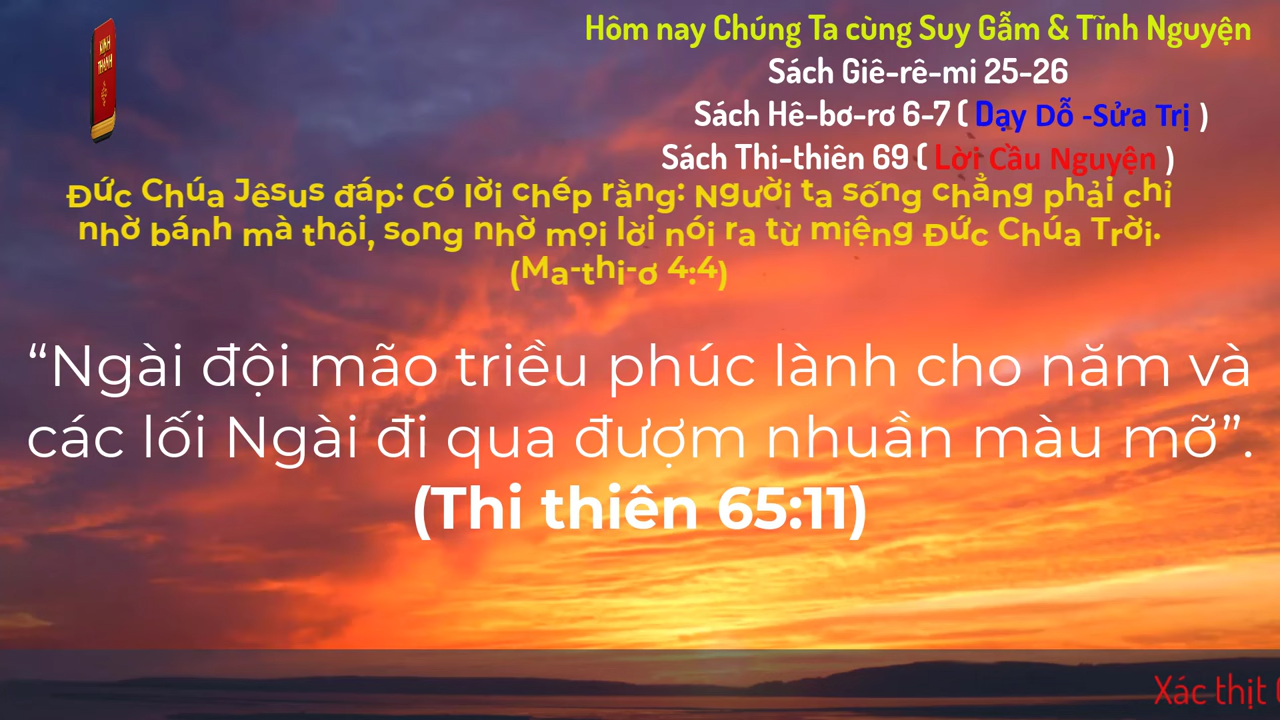 KINH
THÁNH
Hôm nay Chúng Ta cùng Suy Gẫm & Tĩnh Nguyện
Sách Giê-rê-mi 25-26
Sách Hê-bơ-rơ 6-7 ( Dạy Dỗ -Sửa Trị )
Sách Thi-thiên 69 ( Lời Cầu Nguyện )
Đức Chúa Jêsus đáp: Có lời chép rằng: Người ta sống chẳng phải chỉ
nhờ bánh mà thôi, song nhờ mọi lời nói ra từ miệng Đức Chúa Trời.
(Ma-thi-ơ 4:4)
“Ngài đội mão triều phúc lành cho năm và
các lối Ngài đi qua đượm nhuần màu mỡ”.
(Thi thiên 65:11)
Xác thịt